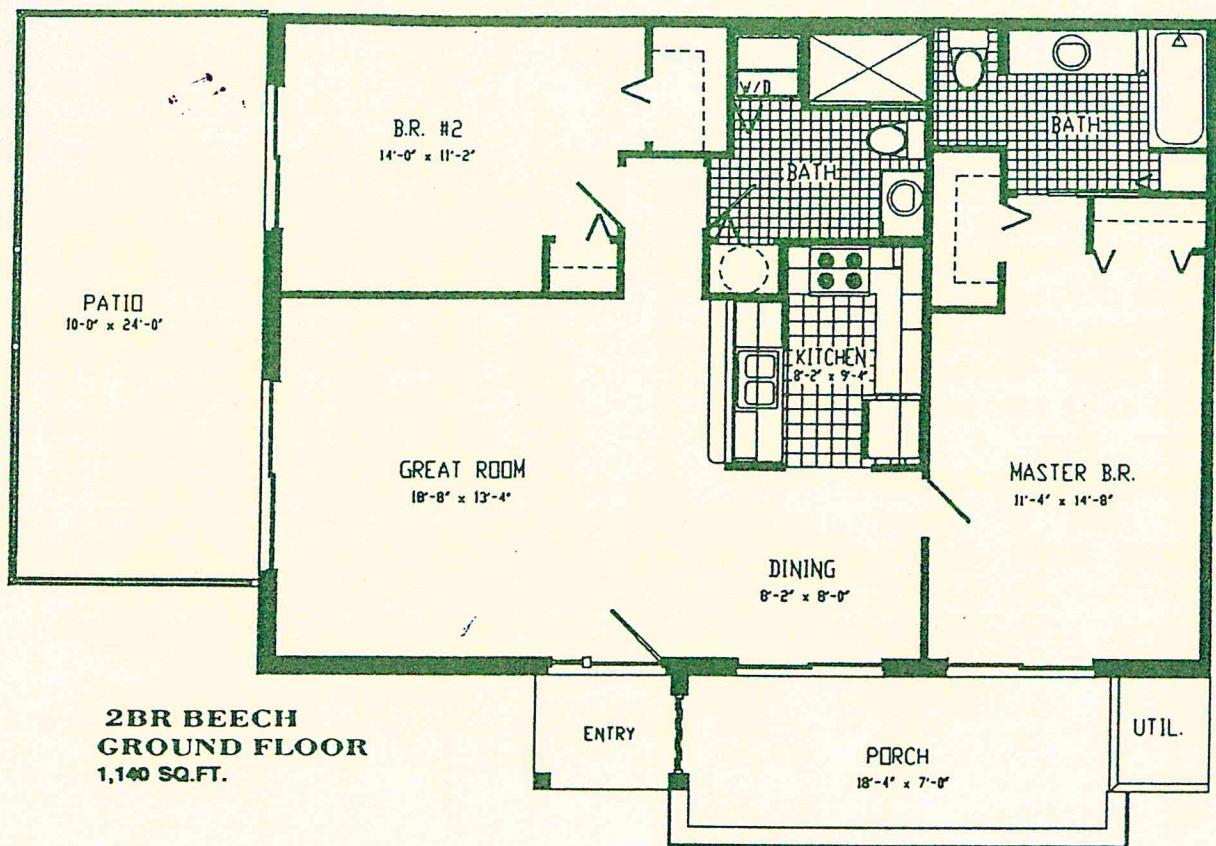 B.R. #2
14'-0" x 11'-2"
W/D
BATH
BATH
PATIO
10-0" x 24'-0"
KITCHEN
8'-2" x 9'-4"
GREAT ROOM
18'-8" x 13'-4"
MASTER B.R.
11'-4" x 14'-8"
DINING
8'-2" x 8'-0"
2BR BEECH
GROUND FLOOR
1,140 SQ.FT.
ENTRY
PORCH
18'-4" x 7'-0"
UTIL.